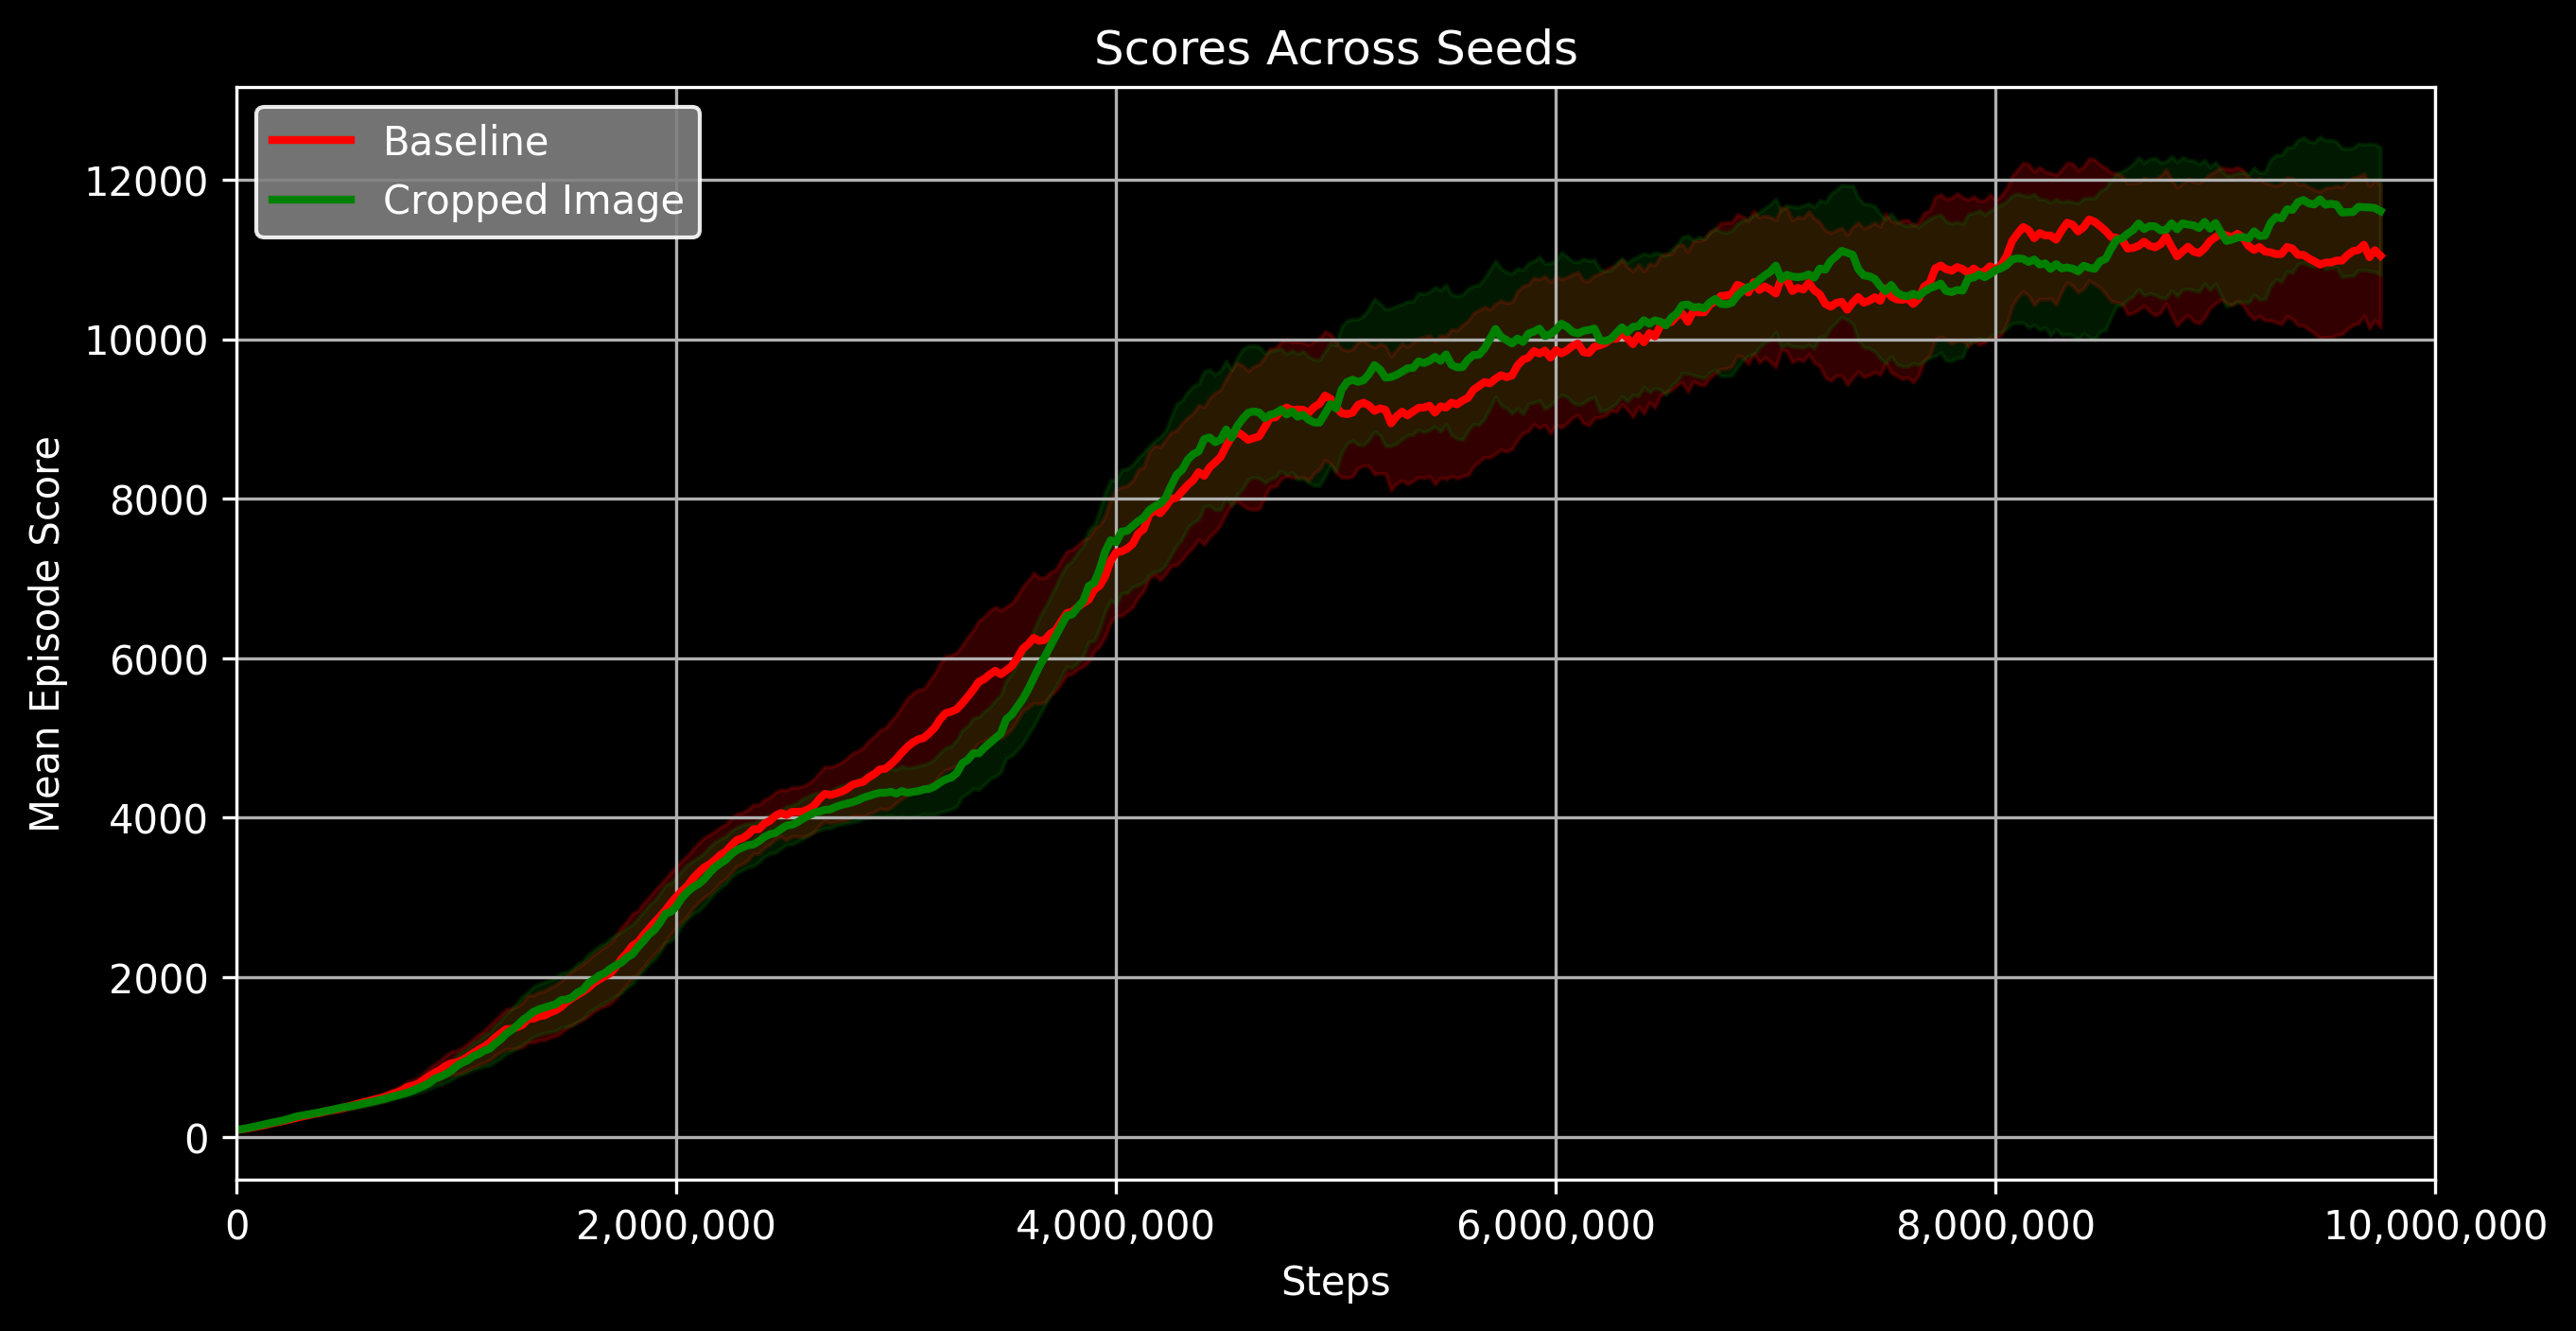 Scores Across Seeds
Baseline
Cropped Image
12000
10000
8000
6000
4000
2000
0
Mean Episode Score
0
2,000,000
4,000,000
6,000,000
8,000,000
10,000,000
Steps